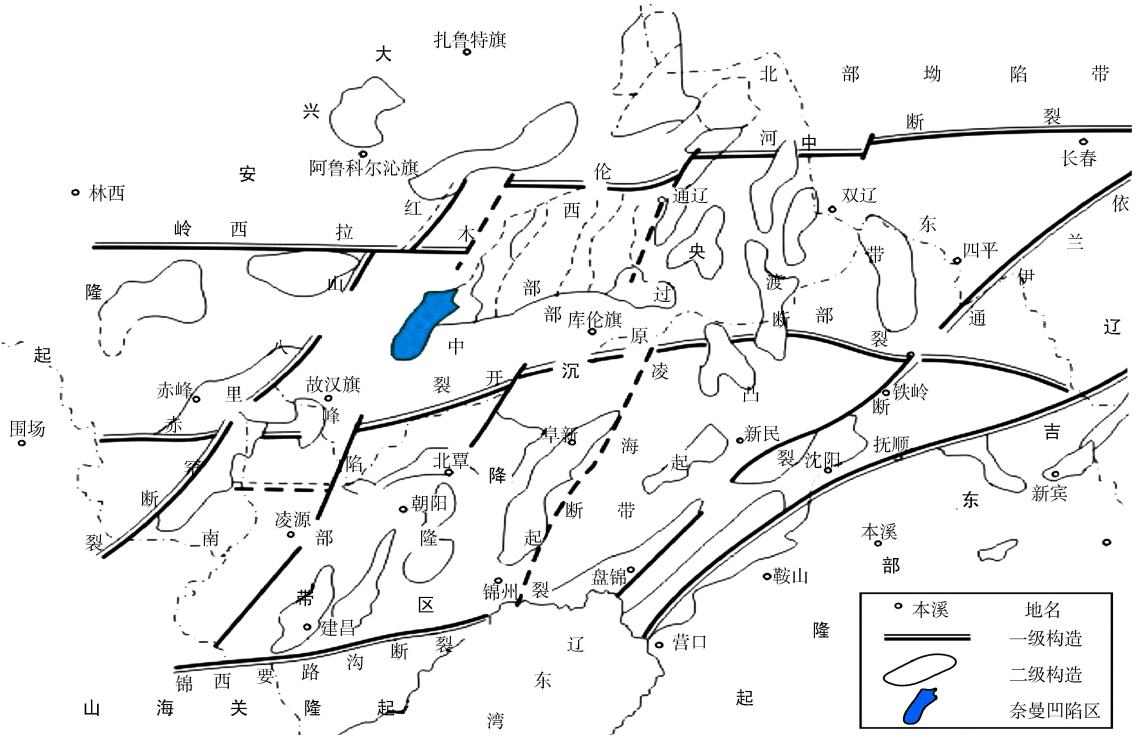 扎鲁特旗
大
兴
安
岭
隆
起
北部坳陷带
阿鲁科尔沁旗
林西
西拉木伦河断裂
红山
八里罕断裂
中
长春
通辽
双辽
西部
中央
过渡带
东部
四平
依兰
伊通
辽
吉
库伦旗
中部
原
沉降带
凸起
赤峰
故汉旗
围场
赤峰开原断裂
裂陷
凌海断裂
铁岭
断裂
阜新
隆起
新民
沈阳
抚顺
北覃
朝阳
凌源
南部
隆
带
区
新宾
本溪
东
部
隆
起
鞍山
盘锦
锦州
建昌
营口
锦西要路沟断裂
山海关隆起
辽
东
湾
本溪 地名
一级构造
二级构造
奈曼凹陷区